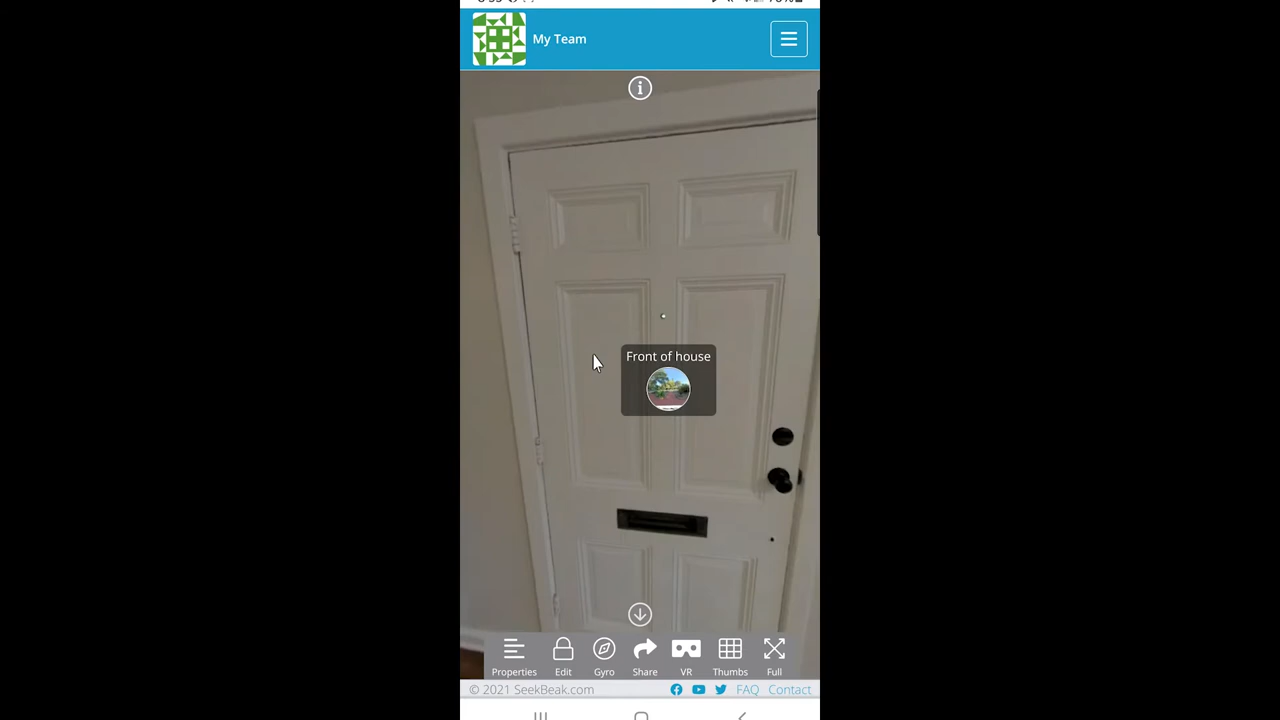 My Team
Front of house
Properties Edit Gyro Share VR Thumbs Full
© 2021 SeekBeak.com FAQ Contact